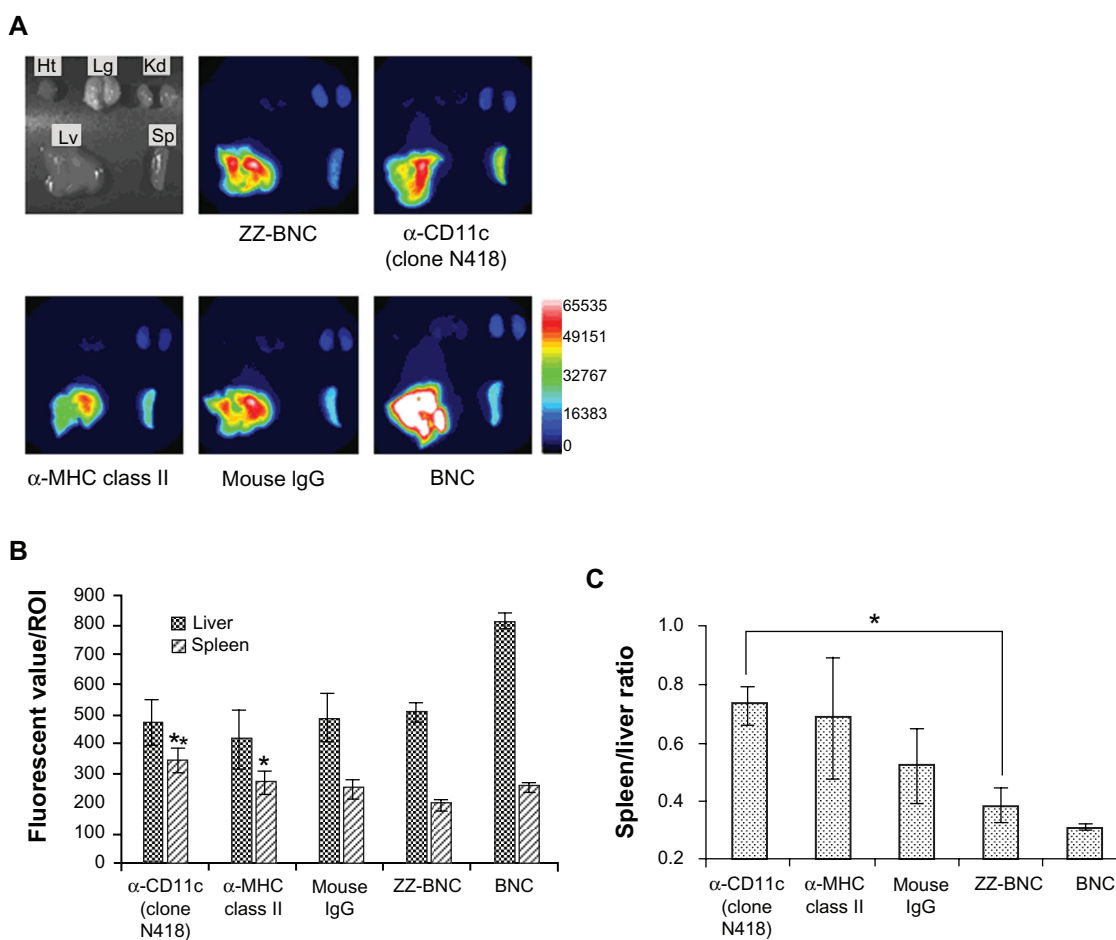 A
Ht Lg Kd
Lv Sp
ZZ-BNC
α-CD11c
(clone N418)
65535
49151
32767
16383
0
α-MHC class II
Mouse IgG
BNC
B
Fluorescent value/ROI
900
800
700
600
500
400
300
200
100
0
Liver
Spleen
**
*
α-CD11c
(clone
N418)
α-MHC
class II
Mouse
IgG
ZZ-BNC
BNC
C
Spleen/liver ratio
1.0
0.8
0.6
0.4
0.2
*
α-CD11c
(clone
N418)
α-MHC
class II
Mouse
IgG
ZZ-BNC
BNC